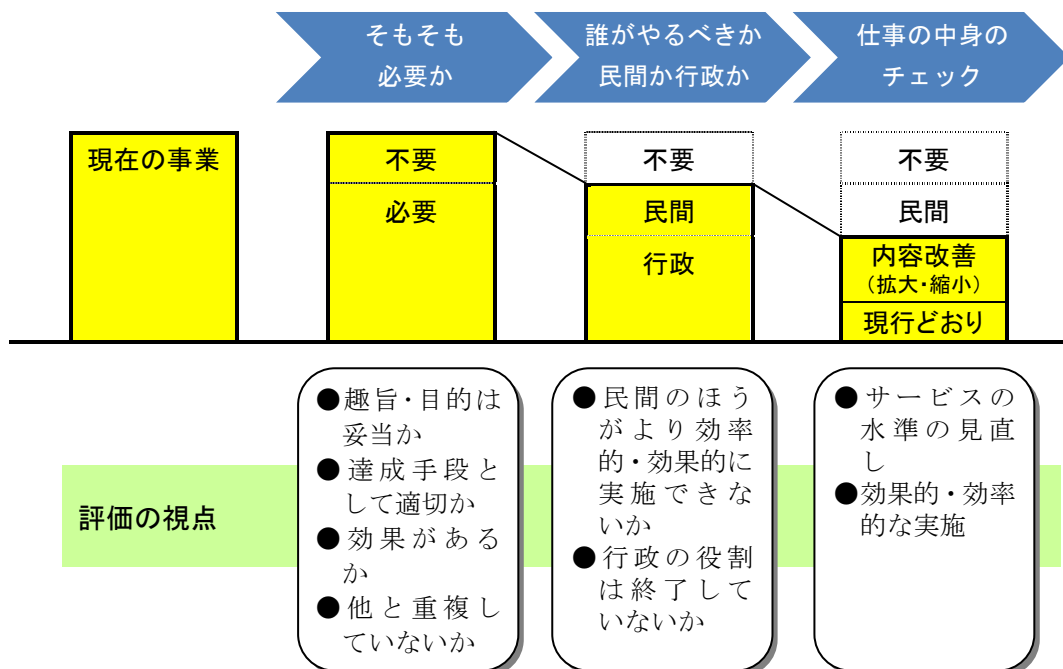 そもそも
必要か
誰がやるべきか
民間か行政か
仕事の中身の
チェック
現在の事業
不要
必要
不要
民間
行政
不要
民間
内容改善
(拡大・縮小)
現行どおり
評価の視点
●趣旨・目的は
妥当か
●達成手段と
して適切か
●効果がある
か
●他と重複し
ていないか
●民間のほう
がより効率
的・効果的に
実施できな
いか
●行政の役割
は終了して
いないか
●サービスの
水準の見直
し
●効果的・効率
的な実施